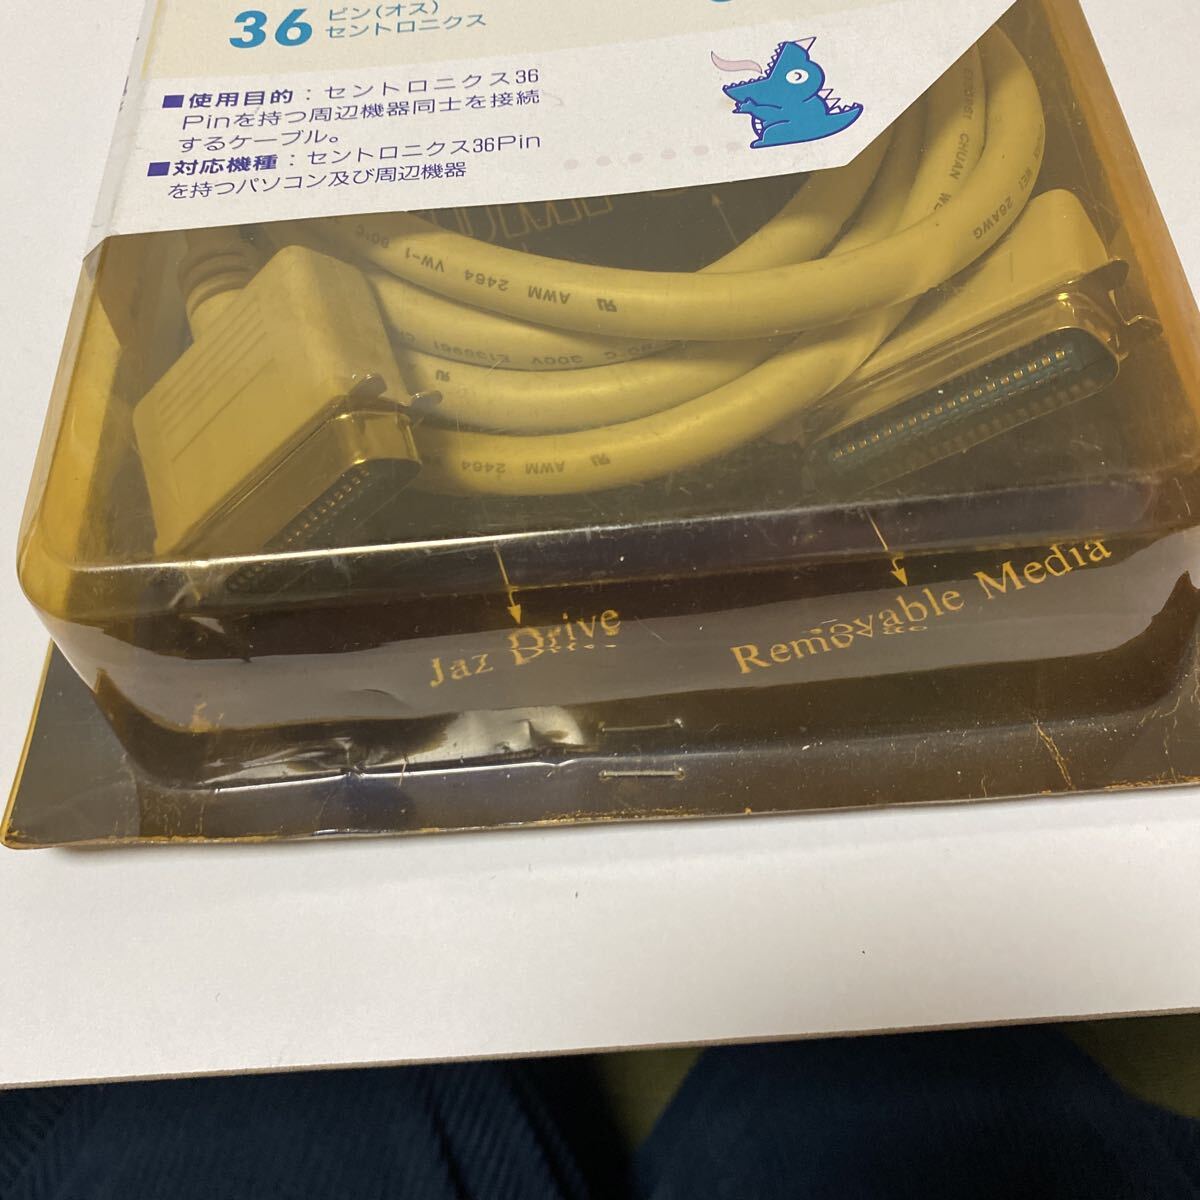 36 ピン(オス)
セントロニクス
■使用目的：セントロニクス36
Pinを持つ周辺機器同士を接続
するケーブル。
■対応機種：セントロニクス36Pin
を持つパソコン及び周辺機器
AWM 2464 VW-1 80°C
CHUAN
26AWG
AWM 2464
Jaz Drive
Removable Media